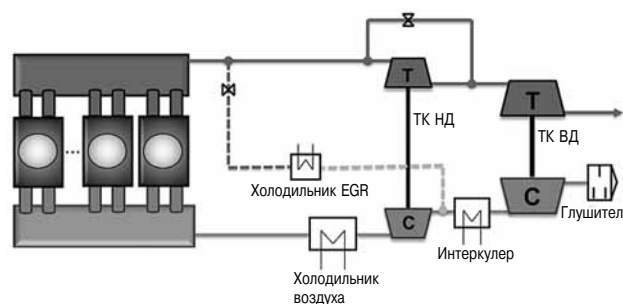 T
T
ТК НД
ТК ВД
Холодильник EGR
C
C
Глушител
Интеркулер
Холодильник
воздуха